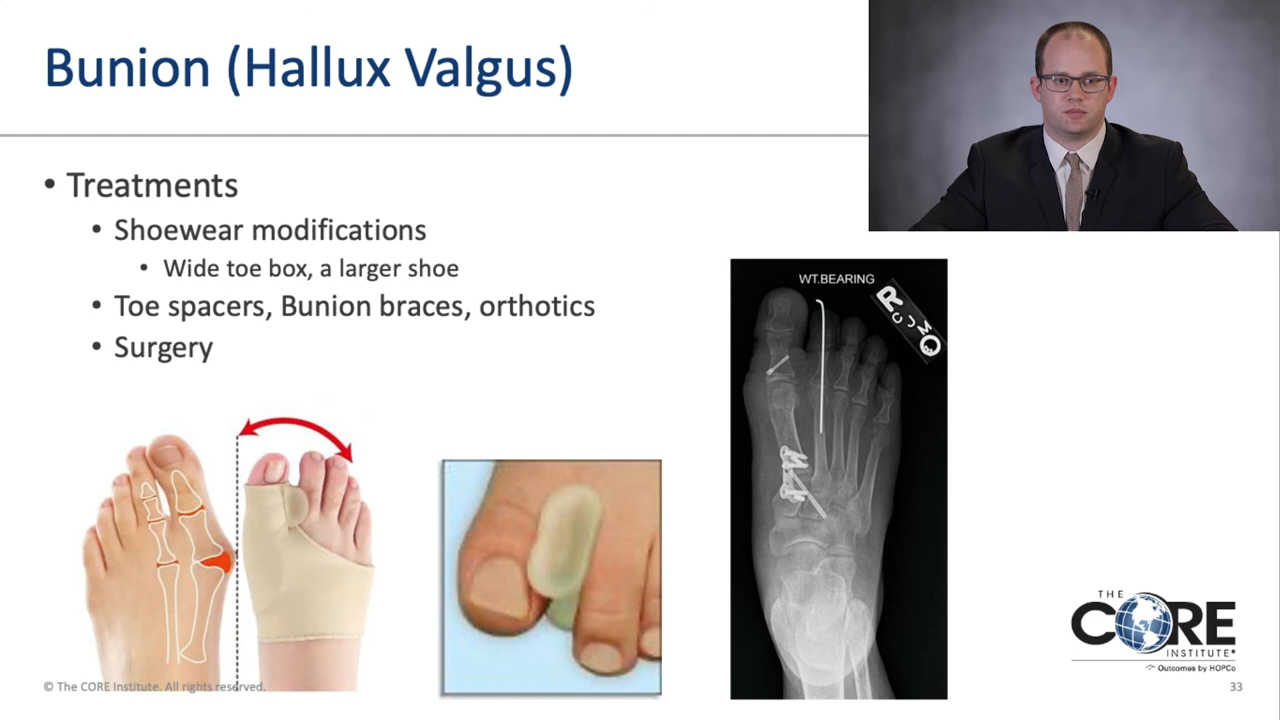 Bunion (Hallux Valgus)
• Treatments
• Shoewear modifications
• Wide toe box, a larger shoe
• Toe spacers, Bunion braces, orthotics
• Surgery
WT.BEARING
R
CJMO
THE
CORE
INSTITUTE®
Outcomes by HOPCo
© The CORE Institute. All rights reserved.
33